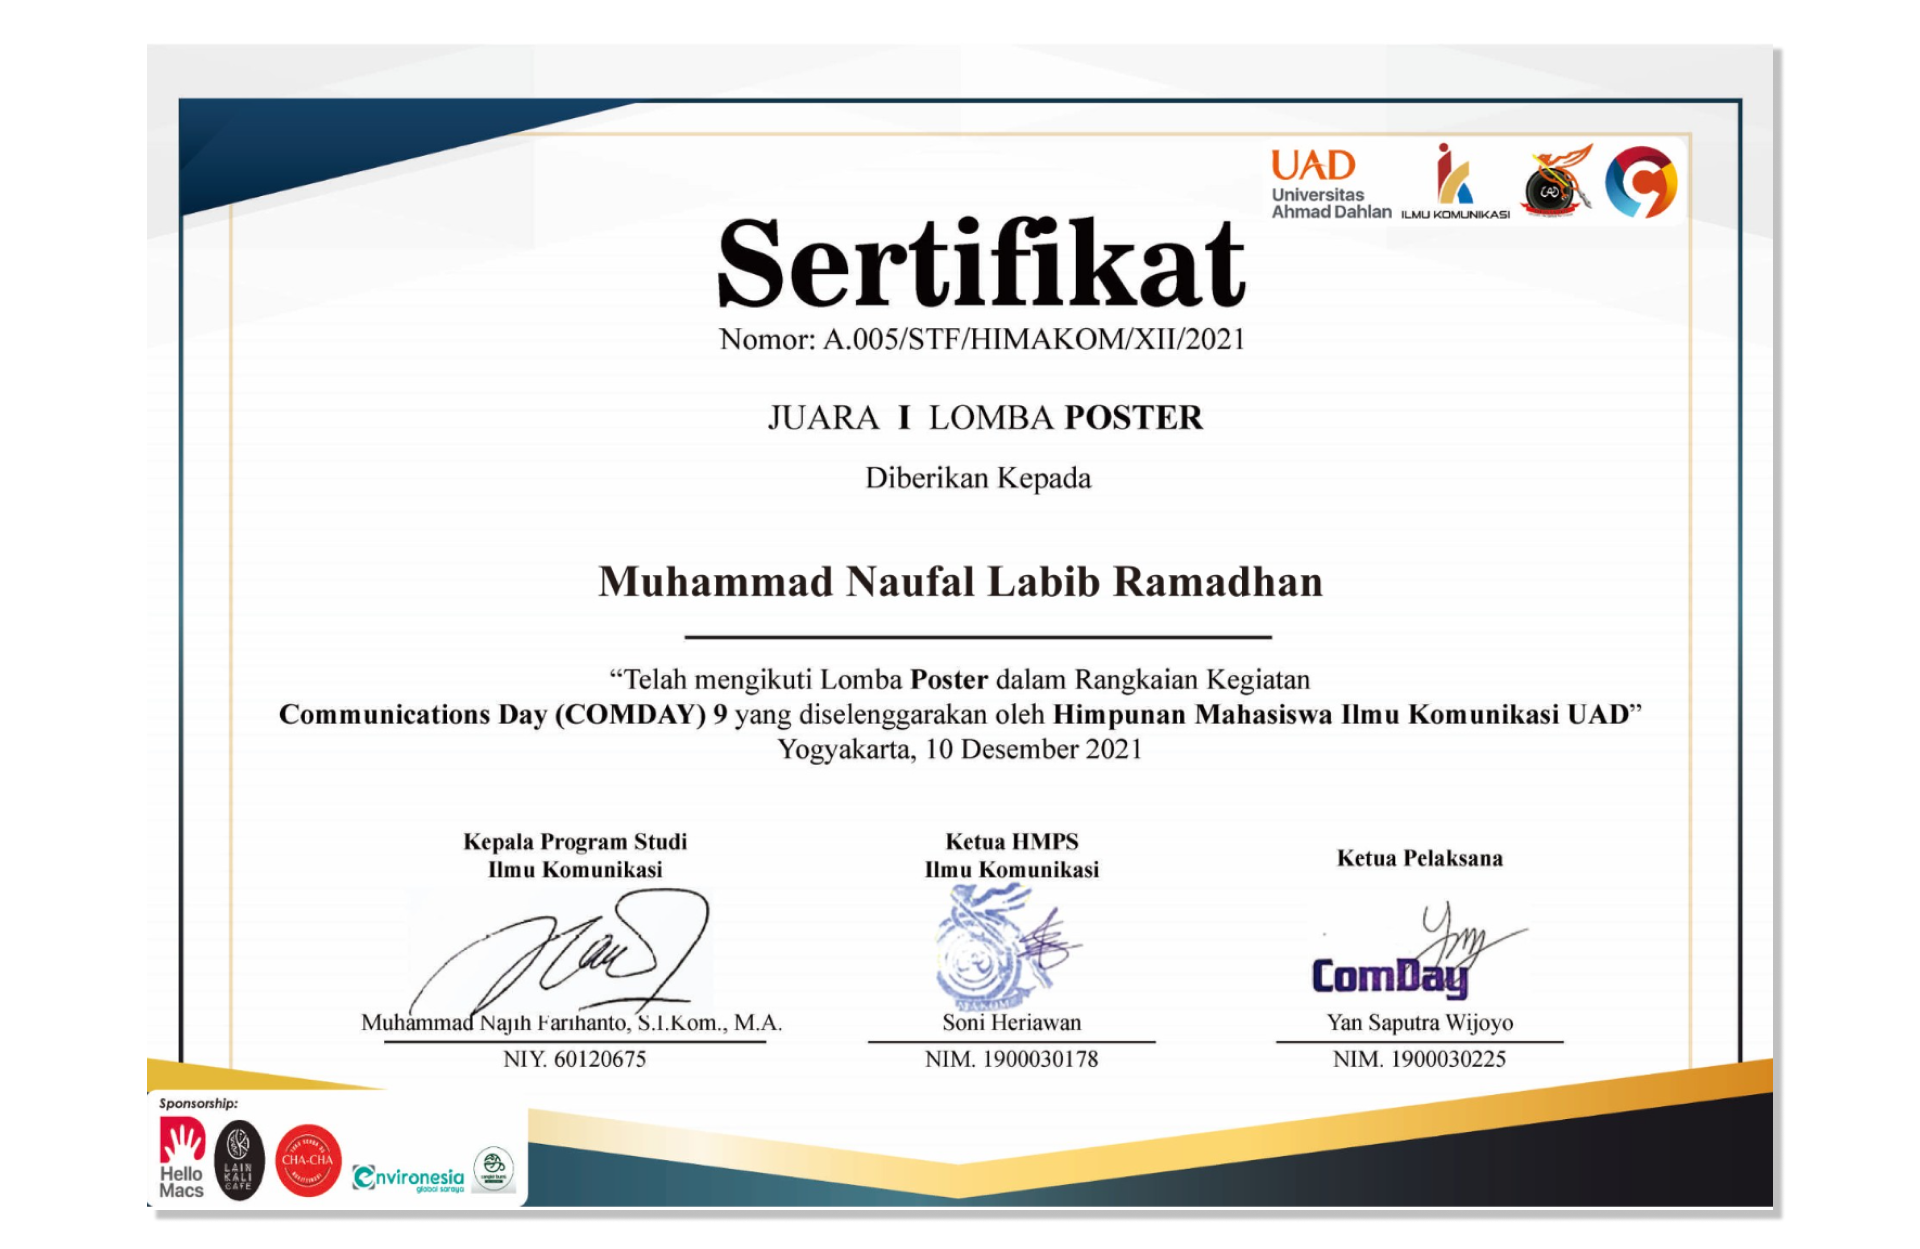 UAD
Universitas
Ahmad Dahlan
ILMU KOMUNIKASI
UAD
Sertifikat
Nomor: A.005/STF/HIMAKOM/XII/2021
JUARA I LOMBA POSTER
Diberikan Kepada
Muhammad Naufal Labib Ramadhan
“Telah mengikuti Lomba Poster dalam Rangkaian Kegiatan
Communications Day (COMDAY) 9 yang diselenggarakan oleh Himpunan Mahasiswa Ilmu Komunikasi UAD”
Yogyakarta, 10 Desember 2021
Kepala Program Studi
Ilmu Komunikasi
Muhammad Najih Farihanto, S.I.Kom., M.A.
NIY. 60120675
Ketua HMPS
Ilmu Komunikasi
Soni Heriawan
NIM. 1900030178
Ketua Pelaksana
ComDay
Yan Saputra Wijoyo
NIM. 1900030225
Sponsorship:
Hello
Macs
LAIN
KALI
CAFE
CHA-CHA
environesia
global saraya